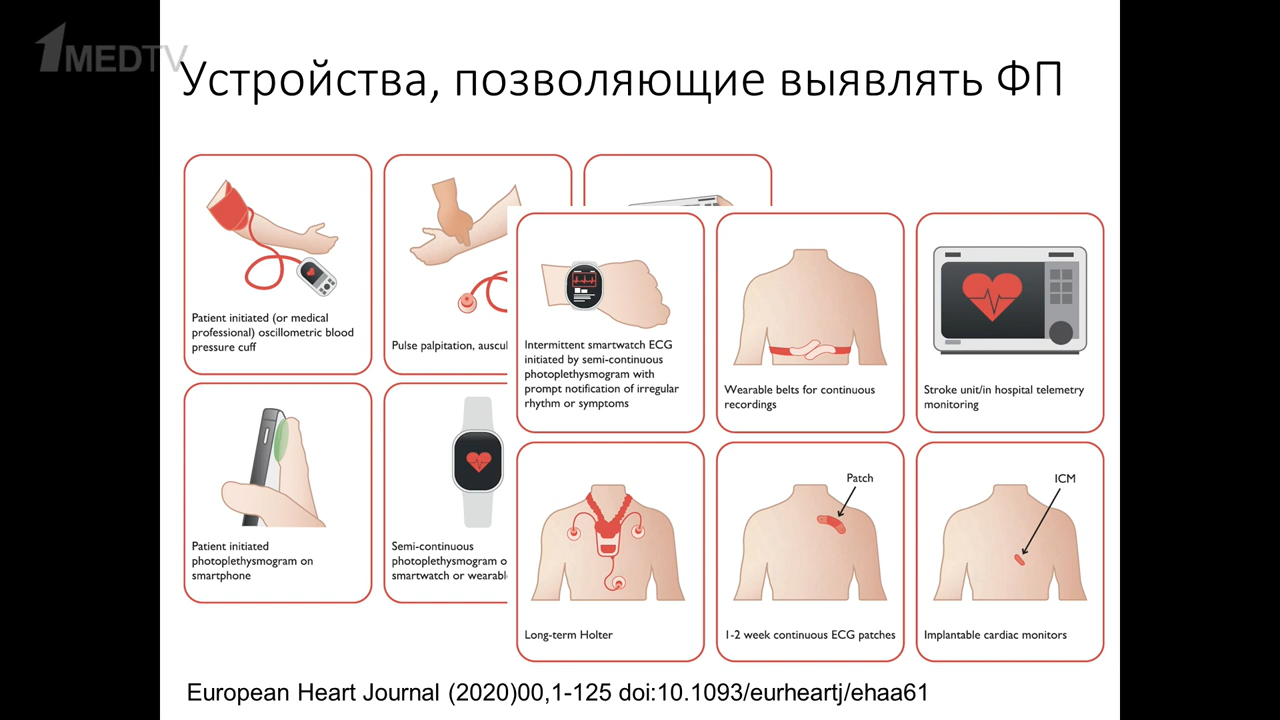 1MEDTV
Устройства, позволяющие выявлять ФП
Patient initiated (or medical
professional) oscillometric blood
pressure cuff
Pulse palpitation,
Intermittent smartwatch ECG
initiated by semi-continuous
photoplethysmogram with
prompt notification of irregular
rhythm or symptoms
Wearable belts for continuous
recordings
Stroke unit/in hospital telemetry
monitoring
Patient initiated
photoplethysmogram on
smartphone
Semi-continuous
photoplethysmogram
smartwatch or
Long-term Holter
Patch
1-2 week continuous ECG patches
ICM
Implantable cardiac monitors
European Heart Journal (2020)00,1-125 doi:10.1093/eurheartj/ehaa61